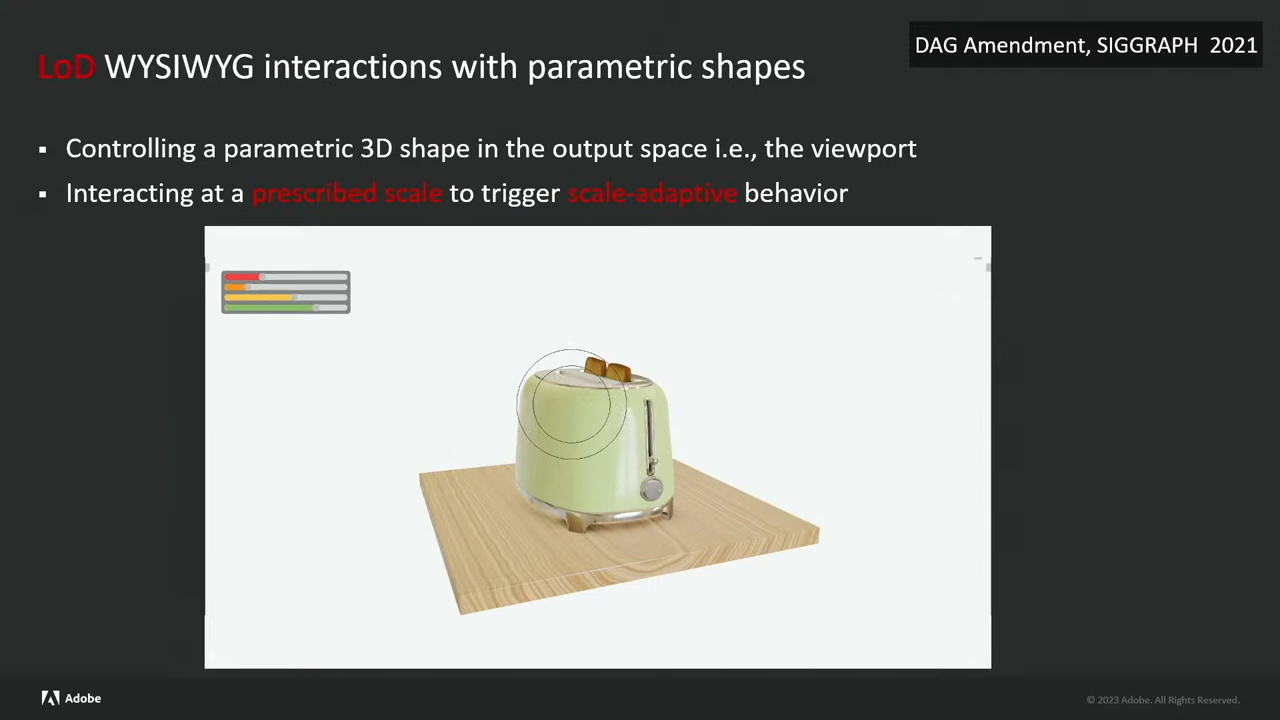 DAG Amendment, SIGGRAPH 2021
LoD WYSIWYG interactions with parametric shapes
▪ Controlling a parametric 3D shape in the output space i.e., the viewport
▪ Interacting at a prescribed scale to trigger scale-adaptive behavior
Adobe
© 2023 Adobe. All Rights Reserved.